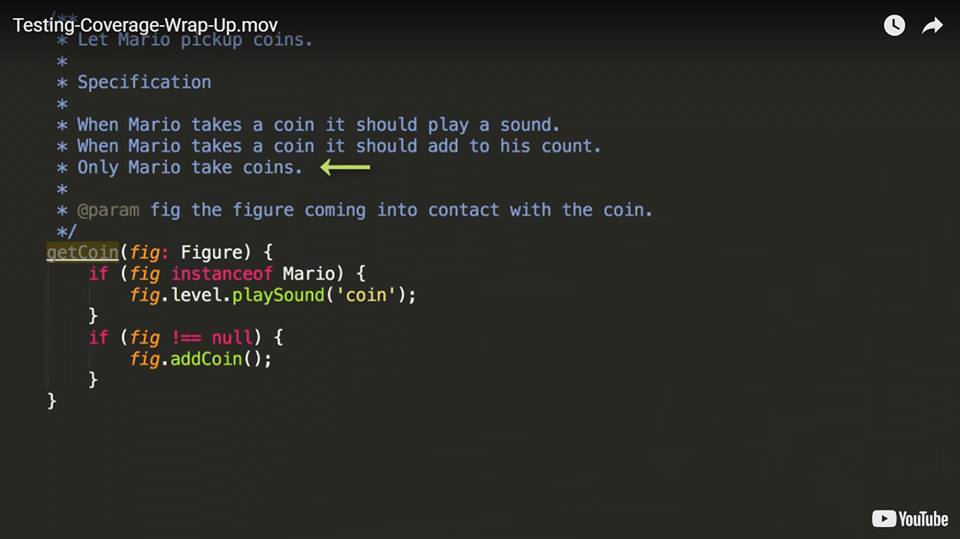 /**
Testing-Coverage-Wrap-Up.mov
* Let Mario pickup coins.
*
* Specification
*
* When Mario takes a coin it should play a sound.
* When Mario takes a coin it should add to his count.
* Only Mario take coins.
*
* @param fig the figure coming into contact with the coin.
*/
getCoin(fig: Figure) {
if (fig instanceof Mario) {
fig.level.playSound('coin');
}
if (fig !== null) {
fig.addCoin();
}
}
YouTube